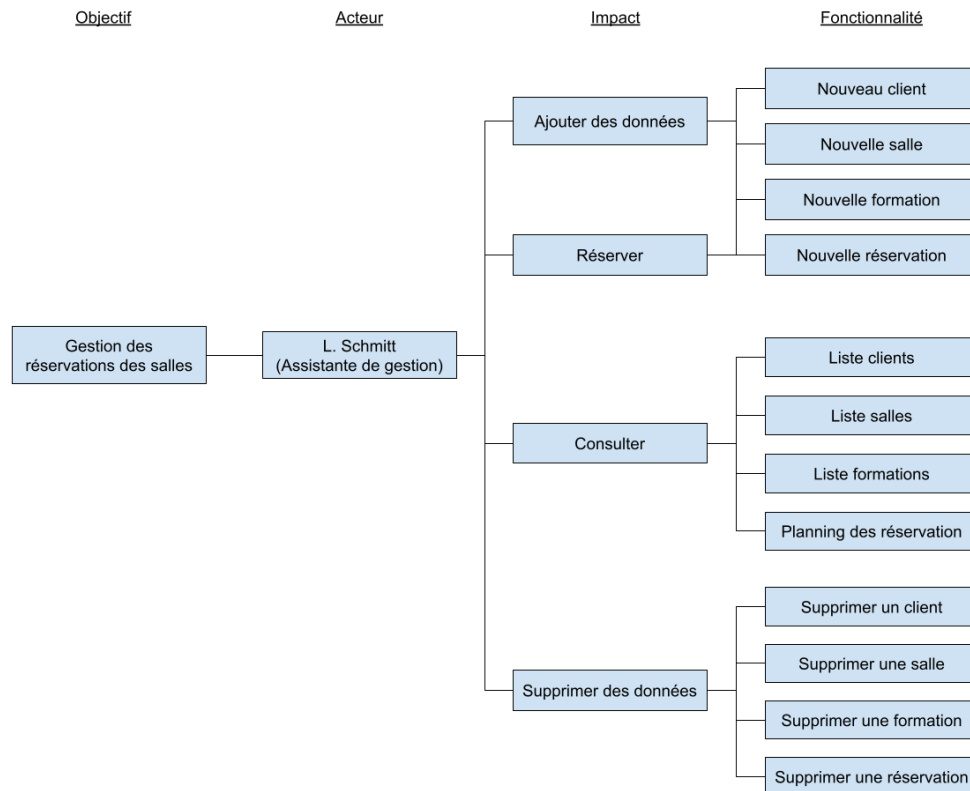 Objectif
Acteur
Impact
Fonctionnalité
Gestion des
réservations des salles
L. Schmitt
(Assistante de gestion)
Ajouter des données
Nouveau client
Nouvelle salle
Nouvelle formation
Réserver
Nouvelle réservation
Consulter
Liste clients
Liste salles
Liste formations
Planning des réservation
Supprimer des données
Supprimer un client
Supprimer une salle
Supprimer une formation
Supprimer une réservation